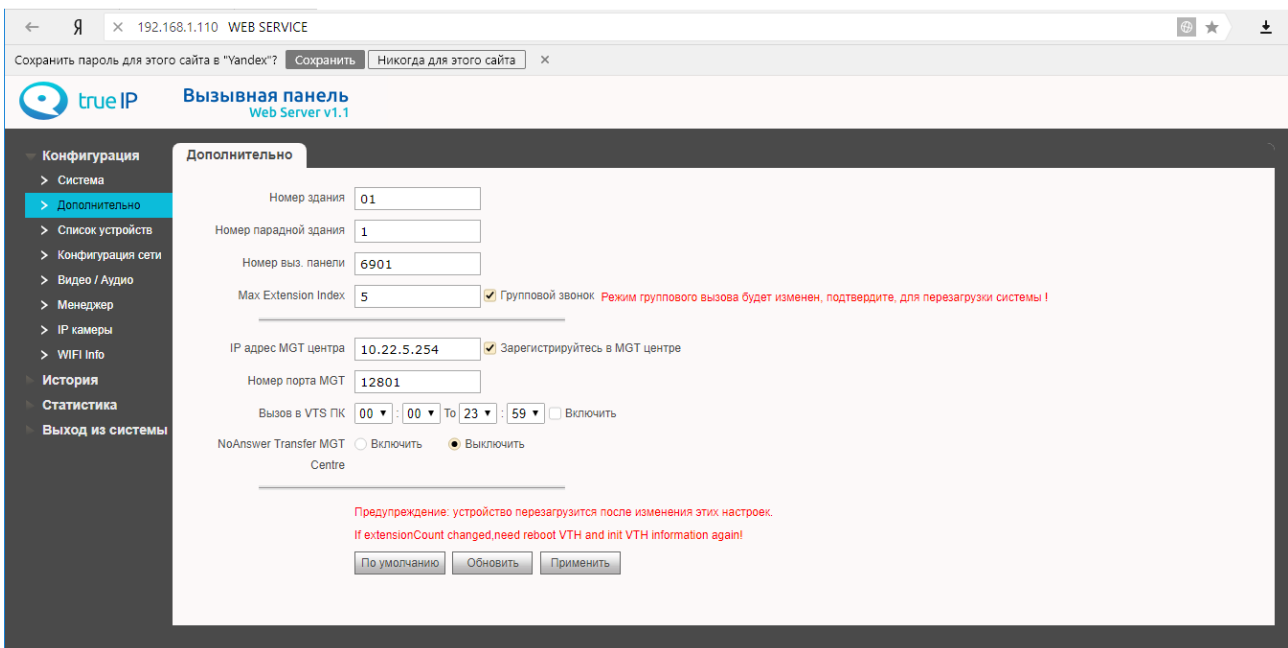 192.168.1.110 WEB SERVICE
Сохранить пароль для этого сайта в "Yandex"? Сохранить Никогда для этого сайта
true IP
Вызывная панель
Web Server v1.1
Конфигурация
Система
Дополнительно
Список устройств
Конфигурация сети
Видео / Аудио
Менеджер
IP камеры
WIFI Info
История
Статистика
Выход из системы
Дополнительно
Номер здания 01
Номер парадной здания 1
Номер выз. панели 6901
Max Extension Index 5 Групповой звонок Режим группового вызова будет изменен, подтвердите, для перезагрузки системы !
IP адрес MGT центра 10.22.5.254 Зарегистрируйтесь в MGT центре
Номер порта MGT 12801
Вызов в VTS ПК 00 : 00 To 23 : 59 Включить
NoAnswer Transfer MGT Включить Выключить
Centre
Предупреждение: устройство перезагрузится после изменения этих настроек.
If extensionCount changed,need reboot VTH and init VTH information again!
По умолчанию Обновить Применить